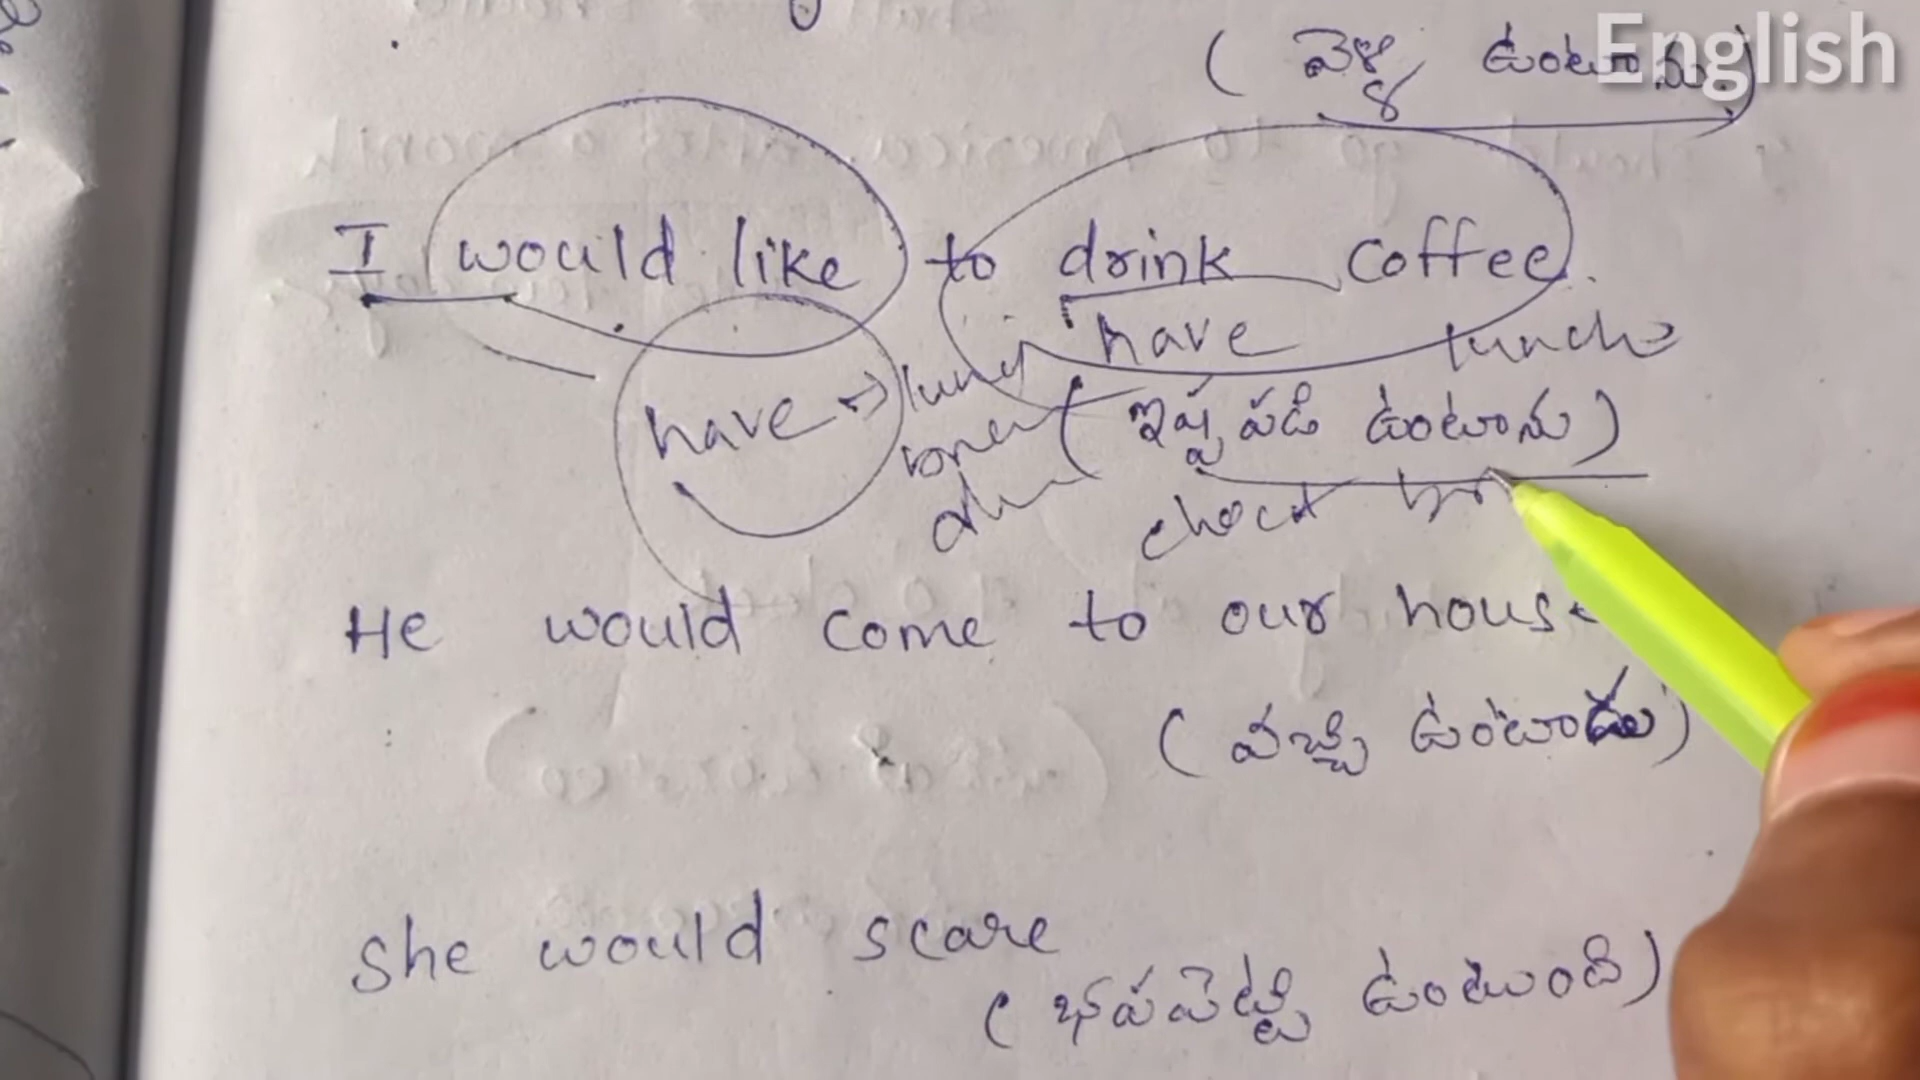 ( వెళ్ళి ఉంటాను )
English
I would like to drink coffee.
have lunch
have → lunch
( ఇష్టపడి ఉంటాను )
He would come to our house
( వచ్చి ఉంటాడు )
She would scare
( భయపెట్టి ఉంటుంది )